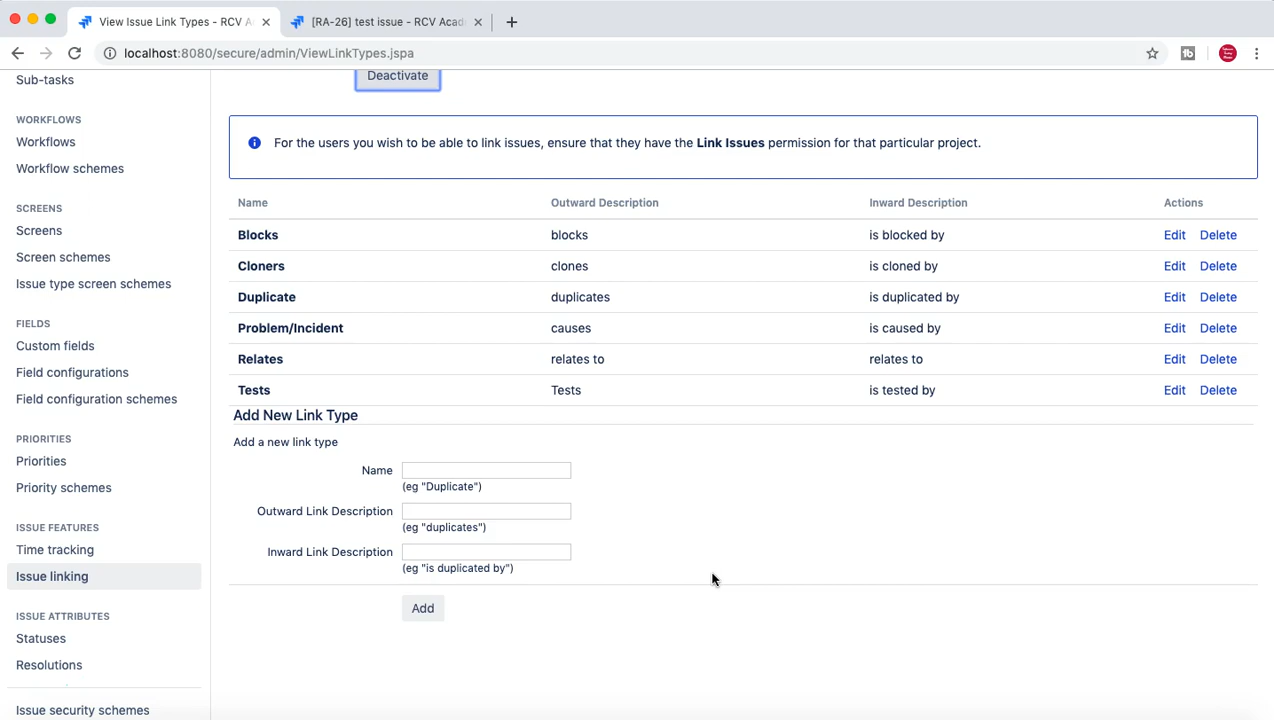 View Issue Link Types - RCV A
[RA-26] test issue - RCV Acad
localhost:8080/secure/admin/ViewLinkTypes.jspa
Sub-tasks
WORKFLOWS
Workflows
Workflow schemes
SCREENS
Screens
Screen schemes
Issue type screen schemes
FIELDS
Custom fields
Field configurations
Field configuration schemes
PRIORITIES
Priorities
Priority schemes
ISSUE FEATURES
Time tracking
Issue linking
ISSUE ATTRIBUTES
Statuses
Resolutions
Issue security schemes
Deactivate
For the users you wish to be able to link issues, ensure that they have the Link Issues permission for that particular project.
Name Outward Description Inward Description Actions
Blocks blocks is blocked by Edit Delete
Cloners clones is cloned by Edit Delete
Duplicate duplicates is duplicated by Edit Delete
Problem/Incident causes is caused by Edit Delete
Relates relates to relates to Edit Delete
Tests Tests is tested by Edit Delete
Add New Link Type
Add a new link type
Name
(eg "Duplicate")
Outward Link Description
(eg "duplicates")
Inward Link Description
(eg "is duplicated by")
Add